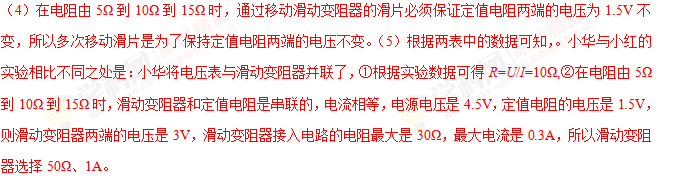 （4）在电阻由 5Ω 到 10Ω 到 15Ω 时，通过移动滑动变阻器的滑片必须保证定值电阻两端的电压为 1.5V 不
变，所以多次移动滑片是为了保持定值电阻两端的电压不变。（5）根据两表中的数据可知，。小华与小红的
实验相比不同之处是：小华将电压表与滑动变阻器并联了，①根据实验数据可得 R=U/I=10Ω,②在电阻由 5Ω
到 10Ω 到 15Ω 时，滑动变阻器和定值电阻是串联的，电流相等，电源电压是 4.5V，定值电阻的电压是 1.5V，
则滑动变阻器两端的电压是 3V，滑动变阻器接入电路的电阻最大是 30Ω，最大电流是 0.3A，所以滑动变阻
器选择 50Ω、1A。